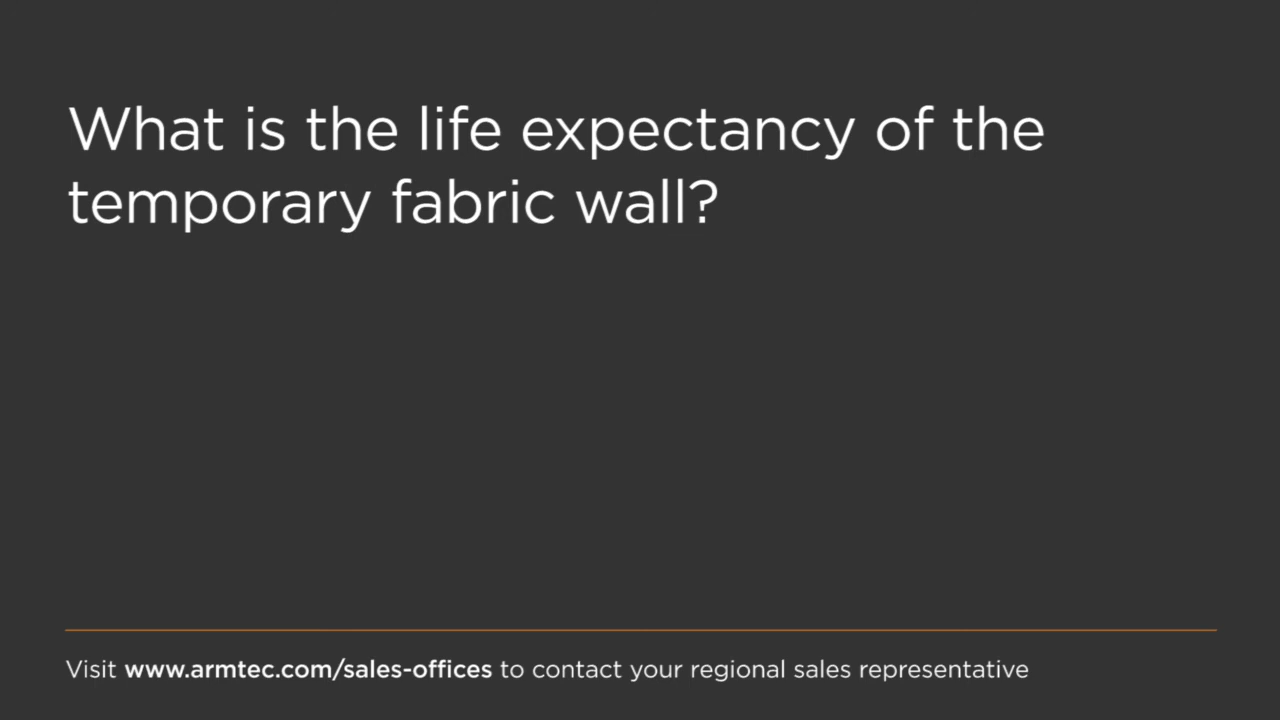 What is the life expectancy of the
temporary fabric wall?
Visit www.armtec.com/sales-offices to contact your regional sales representative